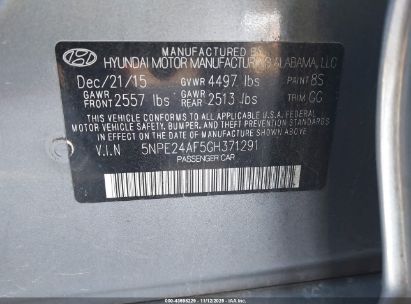 MANUFACTURED BY
HYUNDAI MOTOR MANUFACTURING ALABAMA, LLC
Dec/21/15 GVWR 4497 lbs PAINT 8S
GAWR FRONT 2557 lbs GAWR REAR 2513 lbs TRIM GG
THIS VEHICLE CONFORMS TO ALL APPLICABLE U.S.A FEDERAL
MOTOR VEHICLE SAFETY, BUMPER, AND THEFT PREVENTION STANDARDS
IN EFFECT ON THE DATE OF MANUFACTURE SHOWN ABOVE.
V.I.N 5NPE24AF5GH371291
PASSENGER CAR